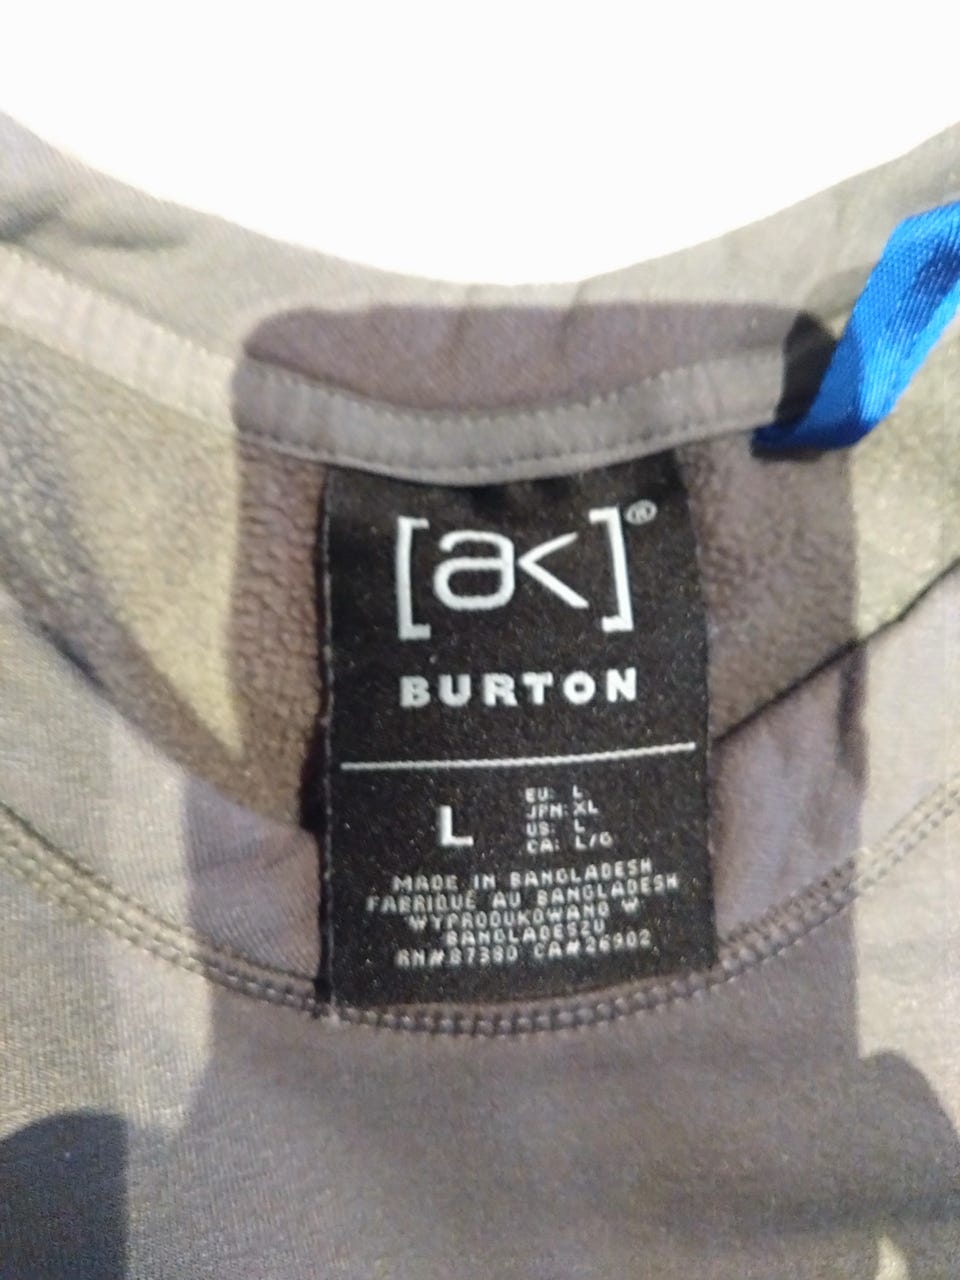 [ak]®
BURTON
L
EU: L
JPN: XL
US: L
CA: L/G
MADE IN BANGLADESH
FABRIQUÉ AU BANGLADESH
WYPRODUKOWANO W
BANGLADESZU
RN#87380 CA#26902